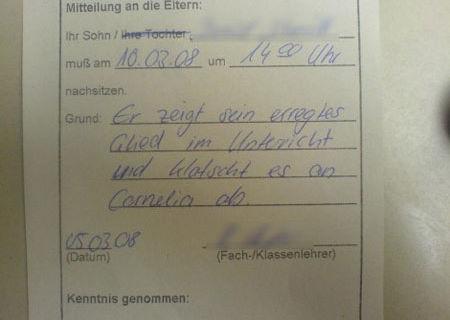 Mitteilung an die Eltern:
Ihr Sohn / Ihre Tochter,
muß am 10.03.08 um 14 00 Uhr
nachsitzen.
Grund: Er zeigt sein erregtes
Glied im Unterricht
und klatscht es an
Cornelia ab.
05.03.08
(Datum) (Fach-/Klassenlehrer)
Kenntnis genommen: